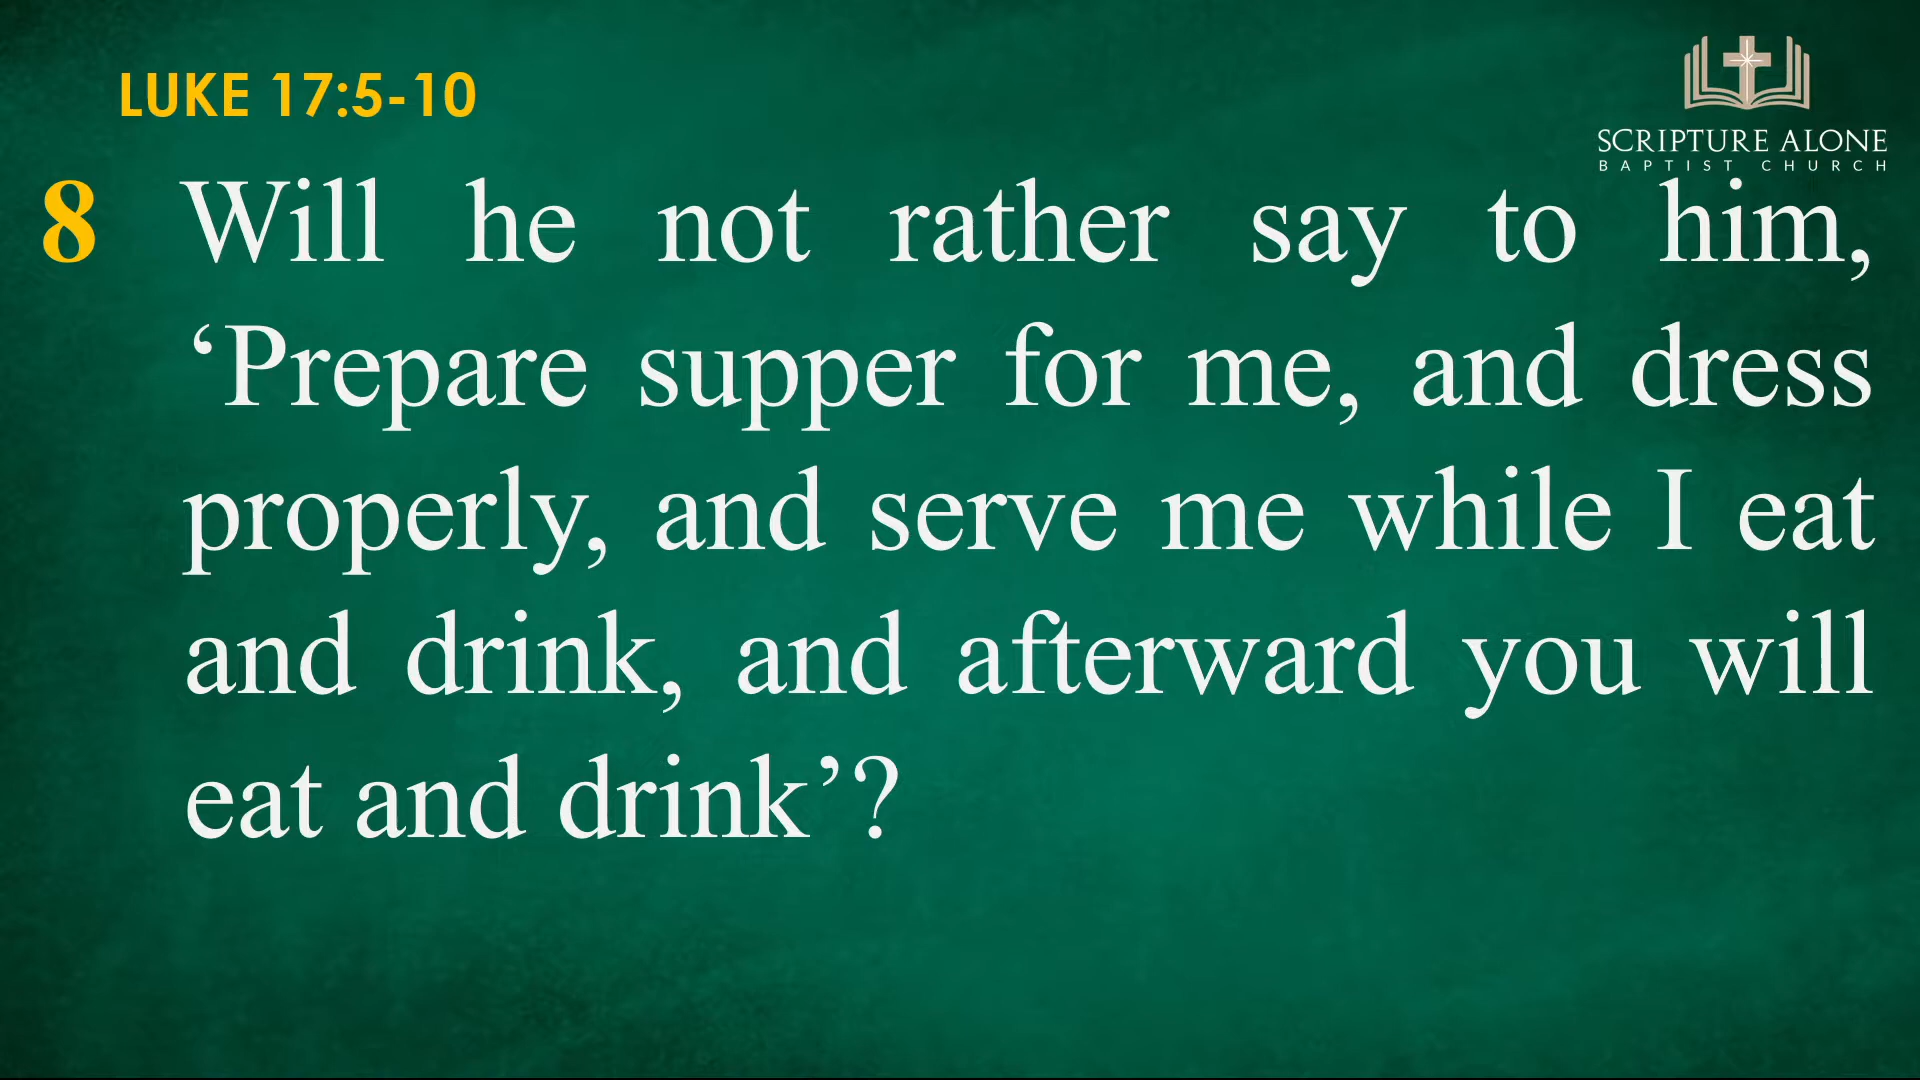 LUKE 17:5-10
SCRIPTURE ALONE
BAPTIST CHURCH
8 Will he not rather say to him,
‘Prepare supper for me, and dress
properly, and serve me while I eat
and drink, and afterward you will
eat and drink’?